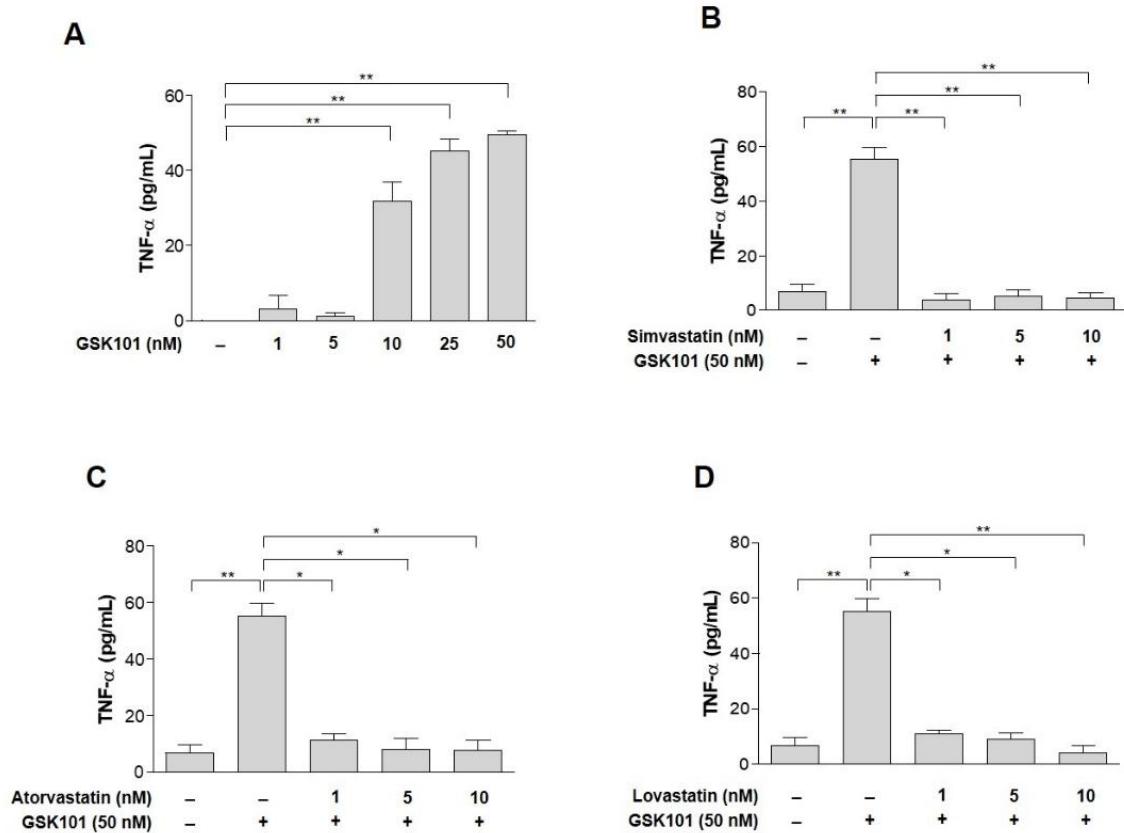 A
**
**
**
60
40
20
0
TNF-α (pg/mL)
GSK101 (nM) – 1 5 10 25 50
B
**
**
** **
80
60
40
20
0
TNF-α (pg/mL)
Simvastatin (nM) – – 1 5 10
GSK101 (50 nM) – + + + +
C
*
*
** *
80
60
40
20
0
TNF-α (pg/mL)
Atorvastatin (nM) – – 1 5 10
GSK101 (50 nM) – + + + +
D
**
*
** *
80
60
40
20
0
TNF-α (pg/mL)
Lovastatin (nM) – – 1 5 10
GSK101 (50 nM) – + + + +